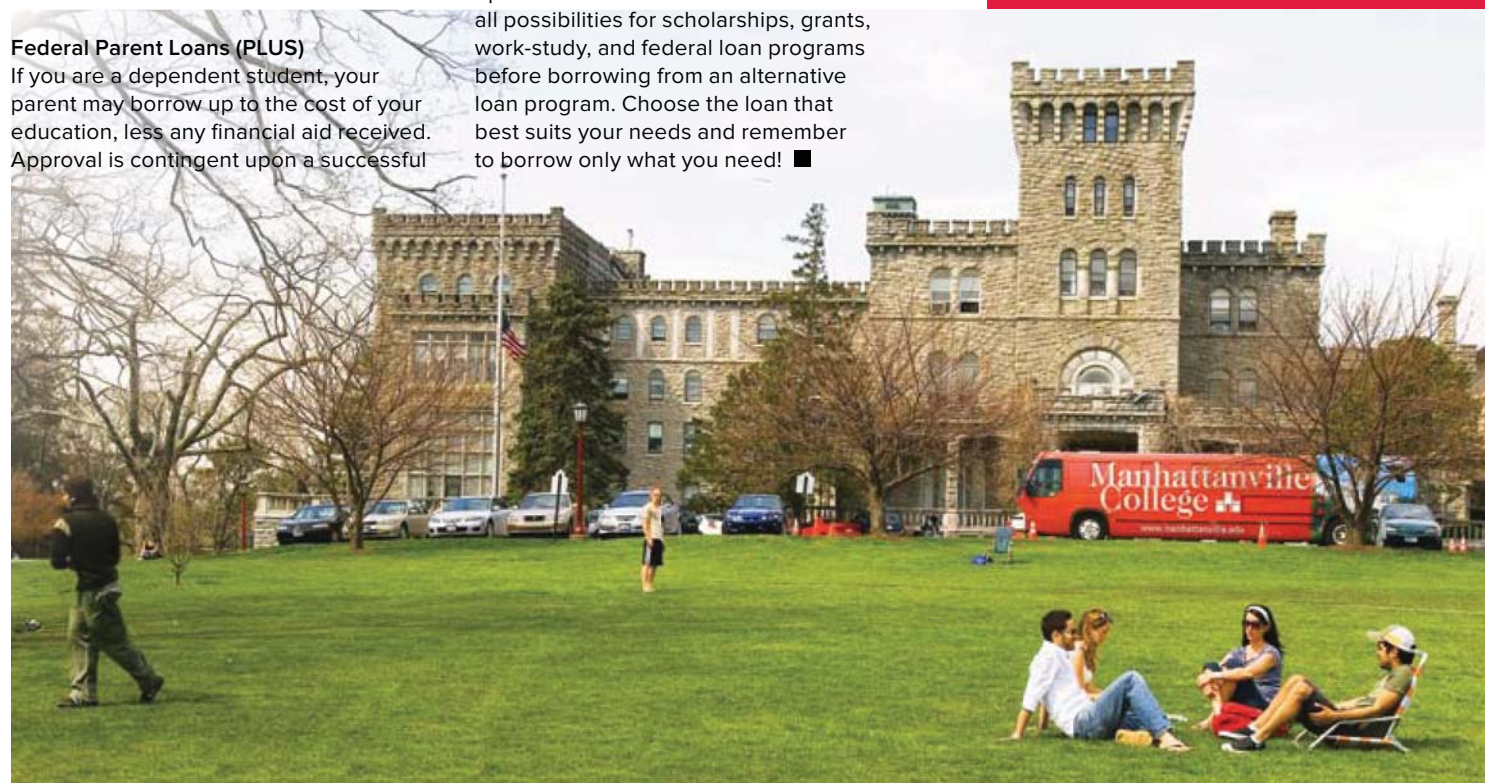 Federal Parent Loans (PLUS)
If you are a dependent student, your
parent may borrow up to the cost of your
education, less any financial aid received.
Approval is contingent upon a successful
all possibilities for scholarships, grants,
work-study, and federal loan programs
before borrowing from an alternative
loan program. Choose the loan that
best suits your needs and remember
to borrow only what you need! ■
Manhattanville
College
www.manhattanville.edu